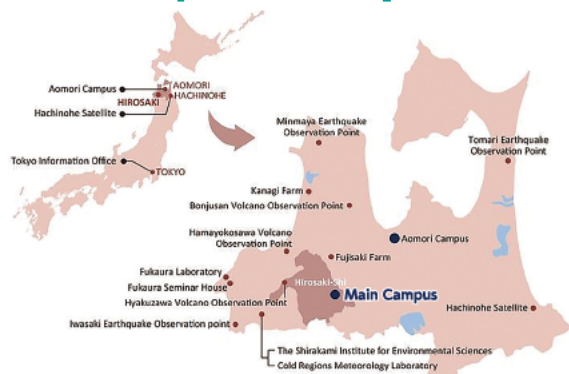 Aomori Campus
AOMORI
HACHINOHE
HIROSAKI
Hachinohe Satellite
Tokyo Information Office
TOKYO
Minmaya Earthquake
Observation Point
Tomari Earthquake
Observation Point
Kanagi Farm
Bonjusan Volcano Observation Point
Hamayokosawa Volcano
Observation Point
Aomori Campus
Fujisaki Farm
Fukaura Laboratory
Hirosaki-Shi
Fukaura Seminar House
Main Campus
Hyakuzawa Volcano Observation Point
Hachinohe Satellite
Iwasaki Earthquake Observation point
The Shirakami Institute for Environmental Sciences
Cold Regions Meteorology Laboratory